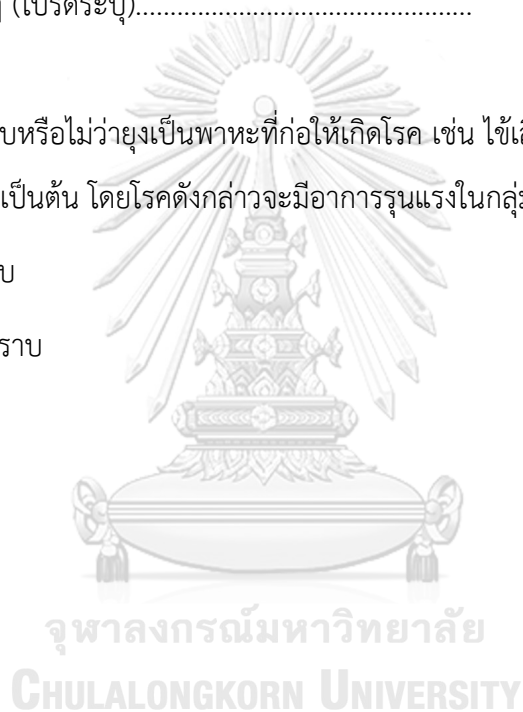 ๆ (โปรดระบุ)................................................
บหรือไม่ว่ายุงเป็นพาหะที่ก่อให้เกิดโรค เช่น ไข้เลื
เป็นต้น โดยโรคดังกล่าวจะมีอาการรุนแรงในกลุ่ม
บ
ราบ
จุฬาลงกรณ์มหาวิทยาลัย
CHULALONGKORN UNIVERSITY